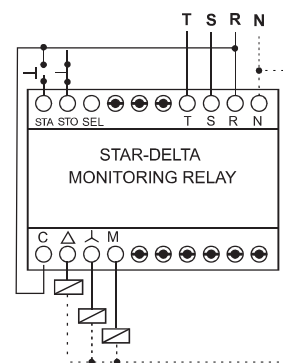 T S R N
STA STO SEL T S R N
STAR-DELTA
MONITORING RELAY
C M